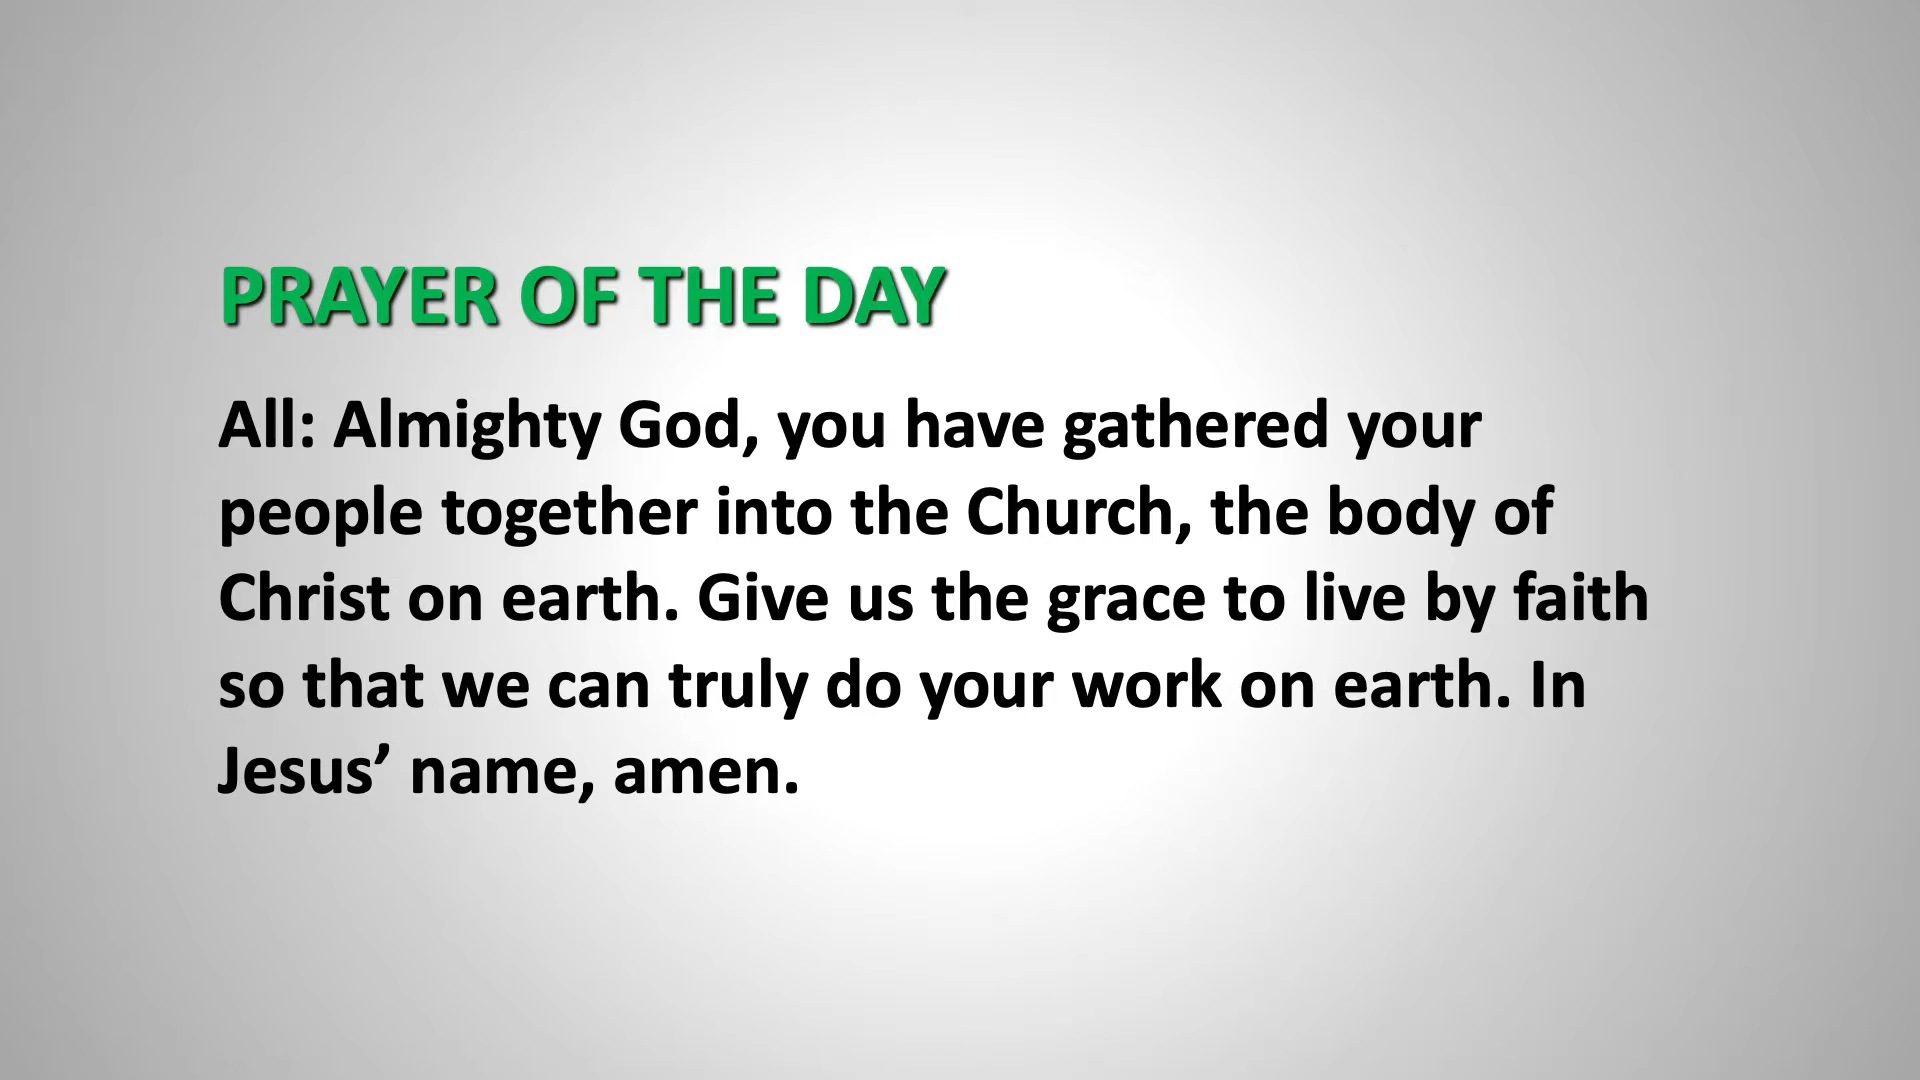 PRAYER OF THE DAY
All: Almighty God, you have gathered your
people together into the Church, the body of
Christ on earth. Give us the grace to live by faith
so that we can truly do your work on earth. In
Jesus’ name, amen.